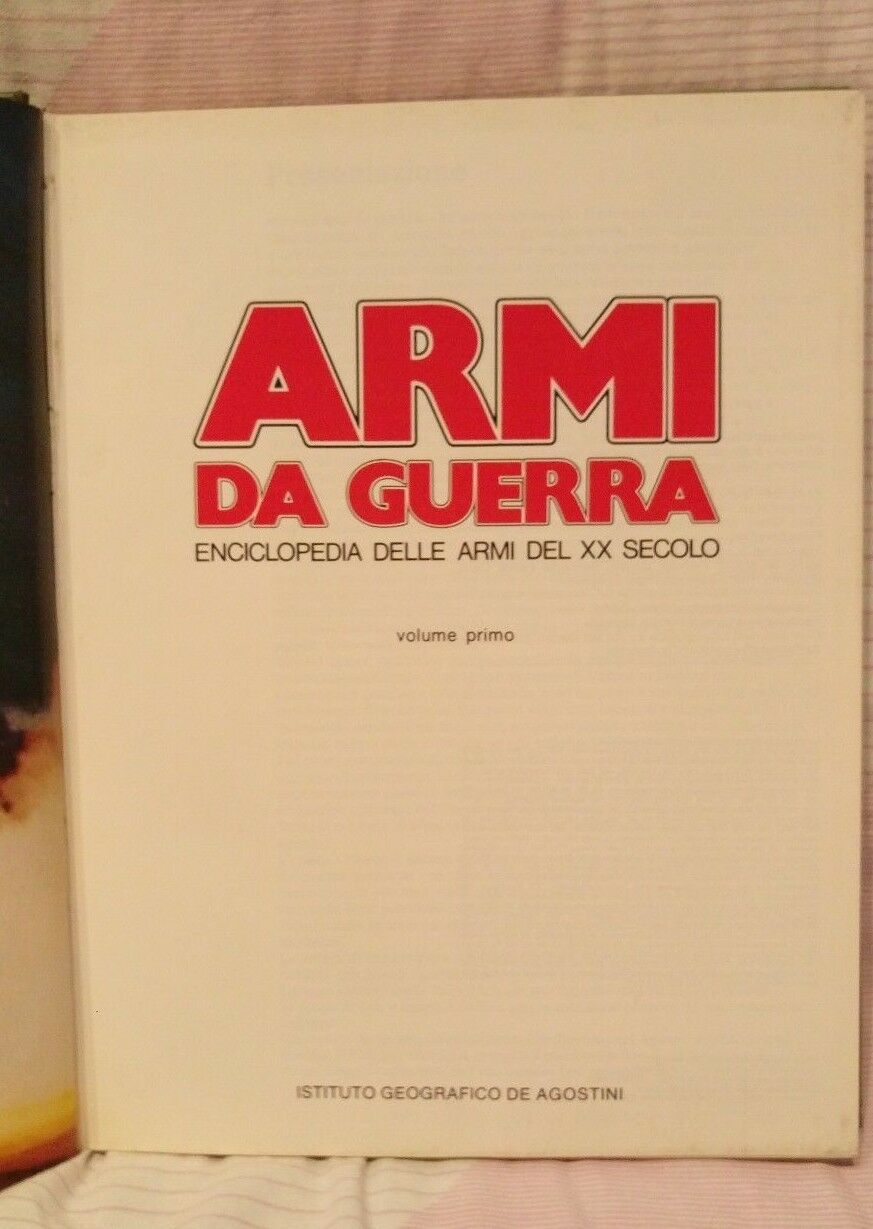 ARMI
DA GUERRA
ENCICLOPEDIA DELLE ARMI DEL XX SECOLO
volume primo
ISTITUTO GEOGRAFICO DE AGOSTINI